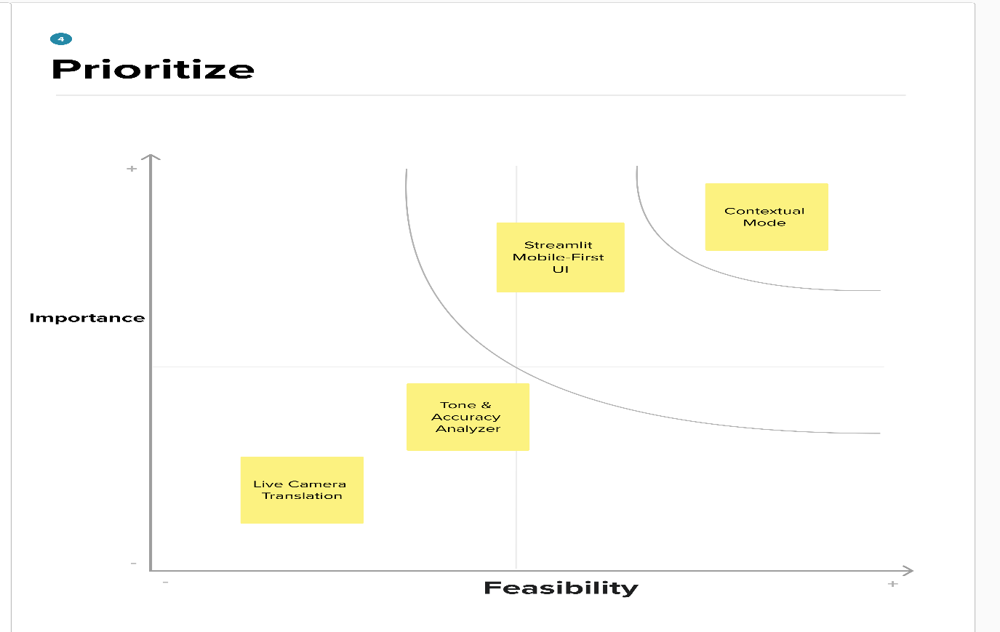 4
Prioritize
+
Contextual
Mode
Streamlit
Mobile-First
UI
Importance
Tone &
Accuracy
Analyzer
Live Camera
Translation
-
-
Feasibility
+